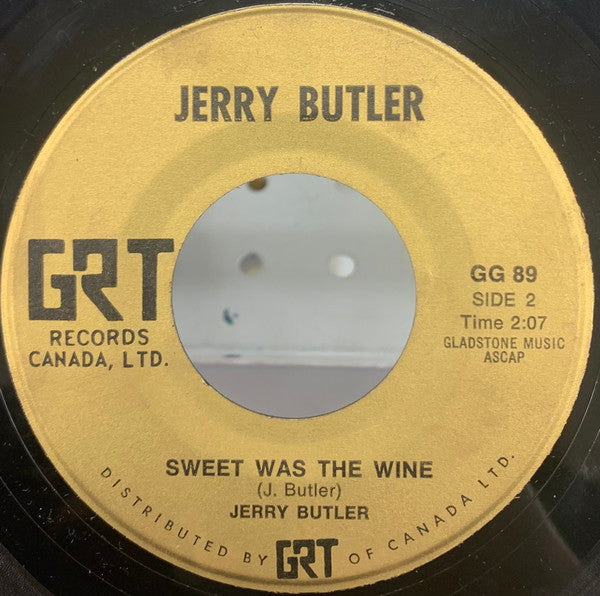 JERRY BUTLER
GRT
RECORDS
CANADA, LTD.
GG 89
SIDE 2
Time 2:07
GLADSTONE MUSIC
ASCAP
SWEET WAS THE WINE
(J. Butler)
JERRY BUTLER
DISTRIBUTED BY GRT OF CANADA LTD.